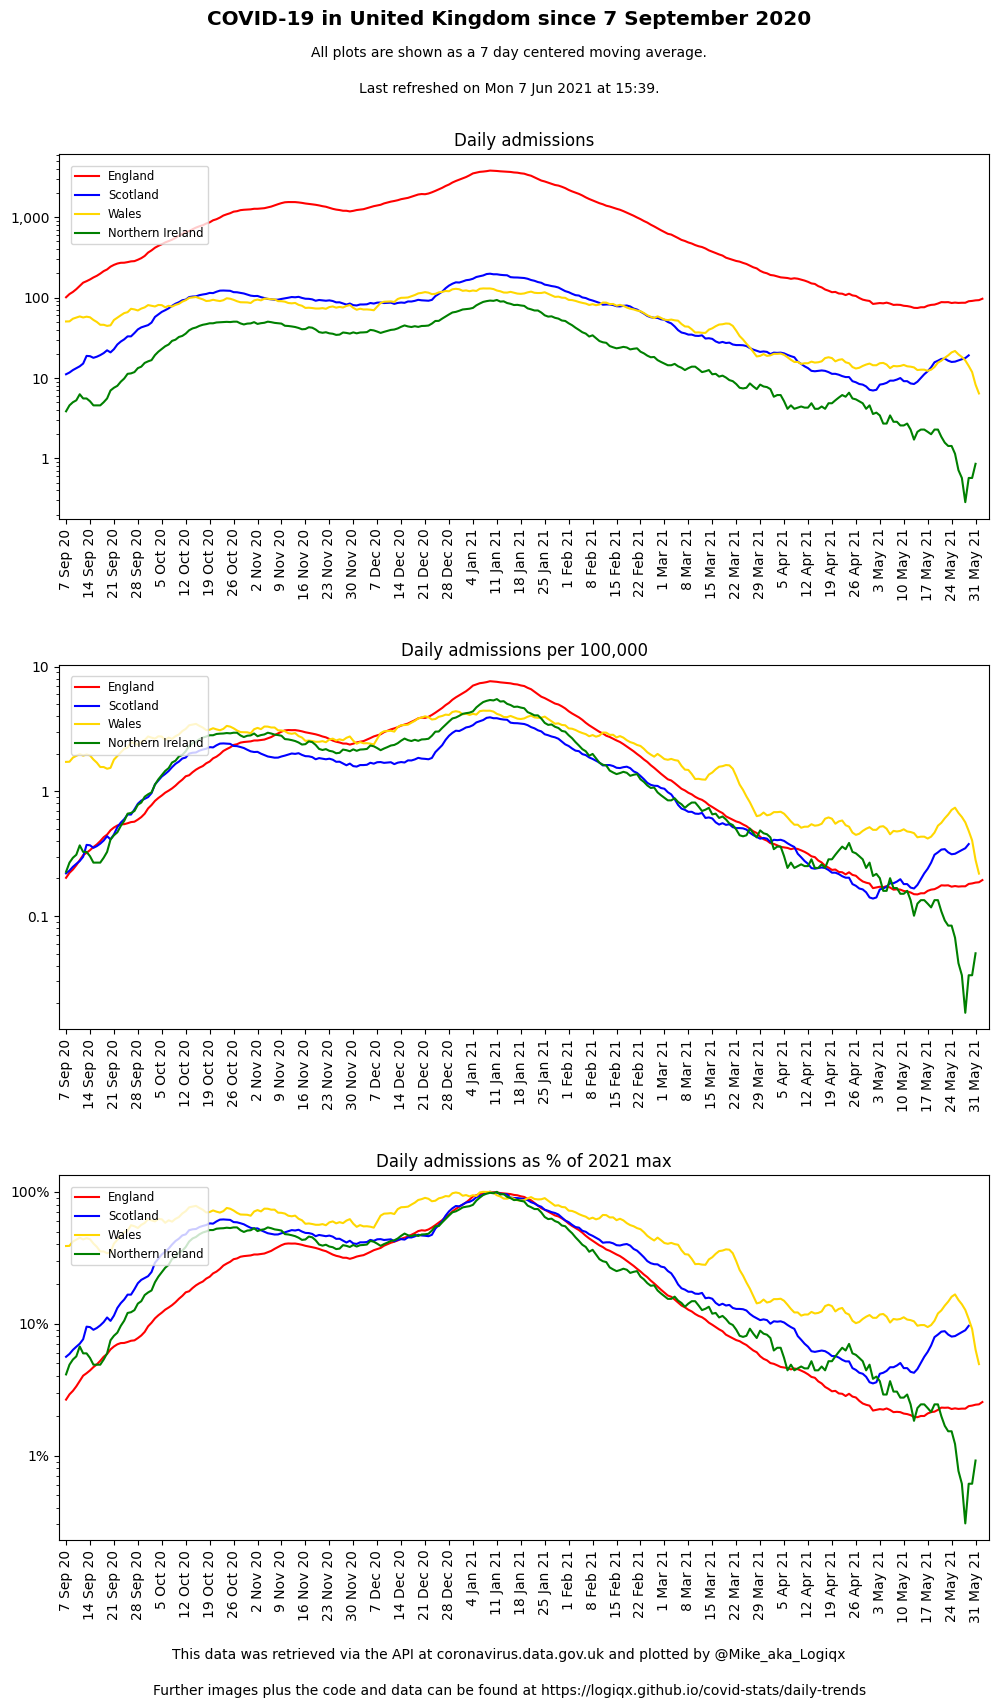 COVID-19 in United Kingdom since 7 September 2020
All plots are shown as a 7 day centered moving average.
Last refreshed on Mon 7 Jun 2021 at 15:39.
Daily admissions
England
Scotland
Wales
Northern Ireland
1,000
100
10
1
7 Sep 20
14 Sep 20
21 Sep 20
28 Sep 20
5 Oct 20
12 Oct 20
19 Oct 20
26 Oct 20
2 Nov 20
9 Nov 20
16 Nov 20
23 Nov 20
30 Nov 20
7 Dec 20
14 Dec 20
21 Dec 20
28 Dec 20
4 Jan 21
11 Jan 21
18 Jan 21
25 Jan 21
1 Feb 21
8 Feb 21
15 Feb 21
22 Feb 21
1 Mar 21
8 Mar 21
15 Mar 21
22 Mar 21
29 Mar 21
5 Apr 21
12 Apr 21
19 Apr 21
26 Apr 21
3 May 21
10 May 21
17 May 21
24 May 21
31 May 21
Daily admissions per 100,000
England
Scotland
Wales
Northern Ireland
10
1
0.1
7 Sep 20
14 Sep 20
21 Sep 20
28 Sep 20
5 Oct 20
12 Oct 20
19 Oct 20
26 Oct 20
2 Nov 20
9 Nov 20
16 Nov 20
23 Nov 20
30 Nov 20
7 Dec 20
14 Dec 20
21 Dec 20
28 Dec 20
4 Jan 21
11 Jan 21
18 Jan 21
25 Jan 21
1 Feb 21
8 Feb 21
15 Feb 21
22 Feb 21
1 Mar 21
8 Mar 21
15 Mar 21
22 Mar 21
29 Mar 21
5 Apr 21
12 Apr 21
19 Apr 21
26 Apr 21
3 May 21
10 May 21
17 May 21
24 May 21
31 May 21
Daily admissions as % of 2021 max
England
Scotland
Wales
Northern Ireland
100%
10%
1%
7 Sep 20
14 Sep 20
21 Sep 20
28 Sep 20
5 Oct 20
12 Oct 20
19 Oct 20
26 Oct 20
2 Nov 20
9 Nov 20
16 Nov 20
23 Nov 20
30 Nov 20
7 Dec 20
14 Dec 20
21 Dec 20
28 Dec 20
4 Jan 21
11 Jan 21
18 Jan 21
25 Jan 21
1 Feb 21
8 Feb 21
15 Feb 21
22 Feb 21
1 Mar 21
8 Mar 21
15 Mar 21
22 Mar 21
29 Mar 21
5 Apr 21
12 Apr 21
19 Apr 21
26 Apr 21
3 May 21
10 May 21
17 May 21
24 May 21
31 May 21
This data was retrieved via the API at coronavirus.data.gov.uk and plotted by @Mike_aka_Logiqx
Further images plus the code and data can be found at https://logiqx.github.io/covid-stats/daily-trends